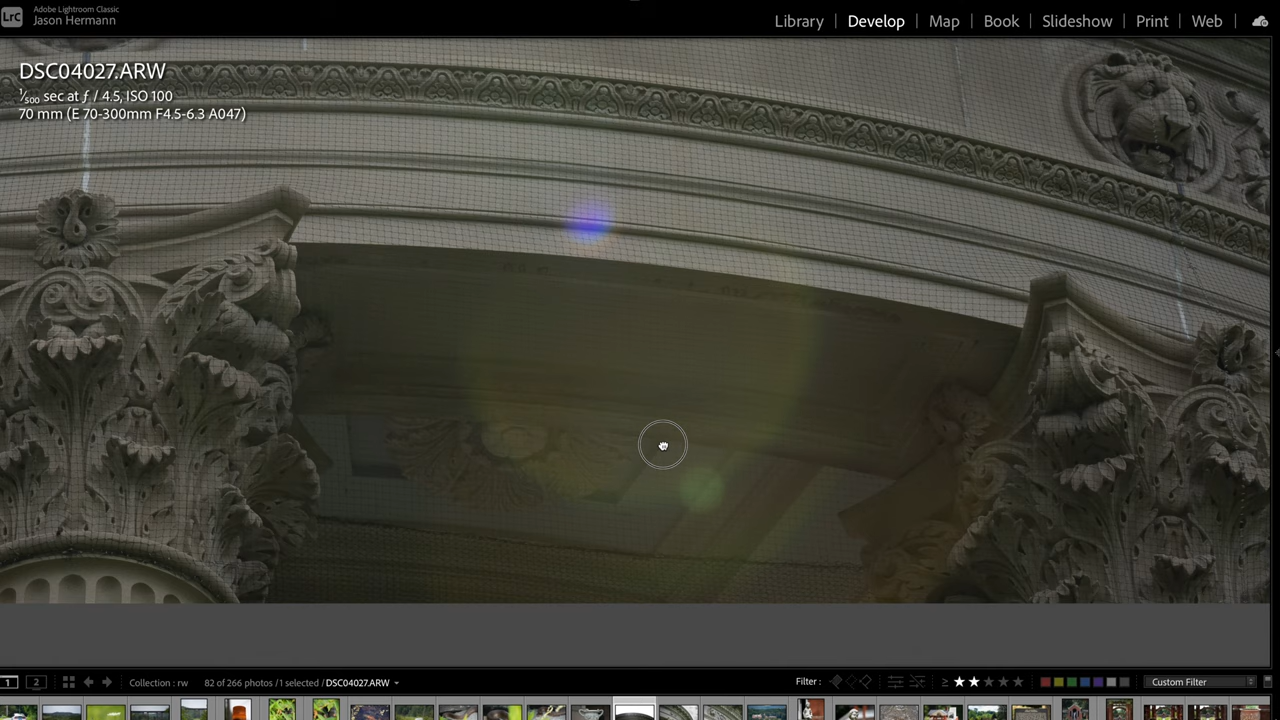 LrC
Adobe Lightroom Classic
Jason Hermann
Library | Develop | Map | Book | Slideshow | Print | Web |
DSC04027.ARW
1/500 sec at ƒ / 4.5, ISO 100
70 mm (E 70-300mm F4.5-6.3 A047)
1 2 Collection : rw 82 of 266 photos / 1 selected / DSC04027.ARW Filter : ≥ ★★★★★ Custom Filter